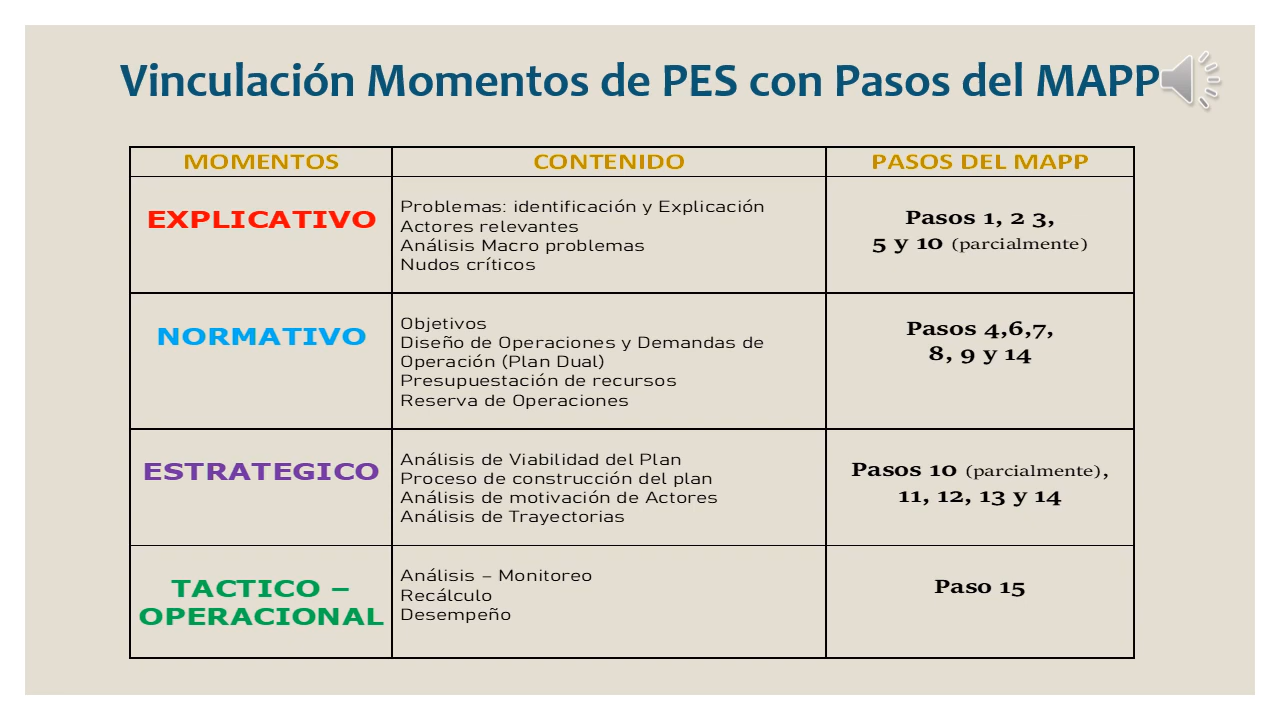 Vinculación Momentos de PES con Pasos del MAPP
MOMENTOS CONTENIDO PASOS DEL MAPP
EXPLICATIVO
Problemas: identificación y Explicación
Actores relevantes
Análisis Macro problemas
Nudos críticos
Pasos 1, 2 3,
5 y 10 (parcialmente)
NORMATIVO
Objetivos
Diseño de Operaciones y Demandas de
Operación (Plan Dual)
Presupuestación de recursos
Reserva de Operaciones
Pasos 4,6,7,
8, 9 y 14
ESTRATEGICO
Análisis de Viabilidad del Plan
Proceso de construcción del plan
Análisis de motivación de Actores
Análisis de Trayectorias
Pasos 10 (parcialmente),
11, 12, 13 y 14
TACTICO –
OPERACIONAL
Análisis – Monitoreo
Recálculo
Desempeño
Paso 15